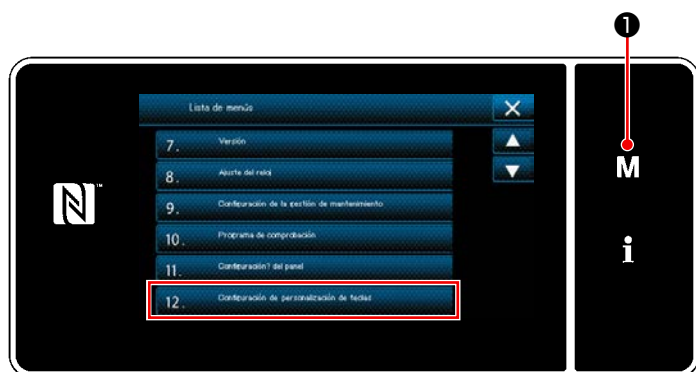 ❶
Lista de menús
7. Versión
8. Ajuste del reloj
9. Configuración de la gestión de mantenimiento
10. Programa de comprobación
11. Configuración? del panel
12. Configuración de personalización de teclas
M
i
N